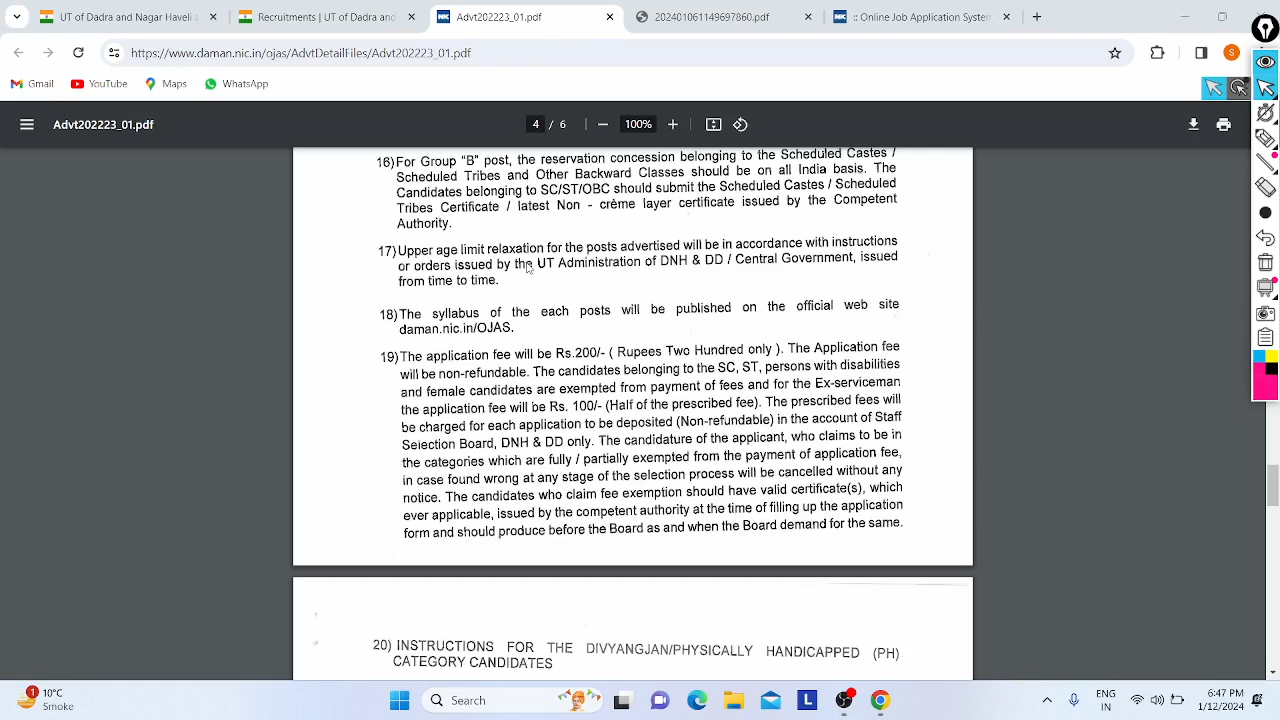 UT of Dadra and Nagar Haveli a
Recruitments | UT of Dadra and
Advt202223_01.pdf
:: Online Job Application System
https://www.daman.nic.in/ojas/AdvtDetailFiles/Advt202223_01.pdf
S
Gmail YouTube Maps WhatsApp
Advt202223_01.pdf
4 / 6
100%
16) For Group "B" post, the reservation concession belonging to the Scheduled Castes /
Scheduled Tribes and Other Backward Classes should be on all India basis. The
Candidates belonging to SC/ST/OBC should submit the Scheduled Castes / Scheduled
Tribes Certificate / latest Non - crème layer certificate issued by the Competent
Authority.
17) Upper age limit relaxation for the posts advertised will be in accordance with instructions
or orders issued by the UT Administration of DNH & DD / Central Government, issued
from time to time.
18) The syllabus of the each posts will be published on the official web site
daman.nic.in/OJAS.
19) The application fee will be Rs.200/- ( Rupees Two Hundred only ). The Application fee
will be non-refundable. The candidates belonging to the SC, ST, persons with disabilities
and female candidates are exempted from payment of fees and for the Ex-serviceman
the application fee will be Rs. 100/- (Half of the prescribed fee). The prescribed fees will
be charged for each application to be deposited (Non-refundable) in the account of Staff
Selection Board, DNH & DD only. The candidature of the applicant, who claims to be in
the categories which are fully / partially exempted from the payment of application fee,
in case found wrong at any stage of the selection process will be cancelled without any
notice. The candidates who claim fee exemption should have valid certificate(s), which
ever applicable, issued by the competent authority at the time of filling up the application
form and should produce before the Board as and when the Board demand for the same.
20) INSTRUCTIONS FOR THE DIVYANGJAN/PHYSICALLY HANDICAPPED (PH)
CATEGORY CANDIDATES
1
10°C
Smoke
Search
L
ENG
IN
6:47 PM
1/12/2024